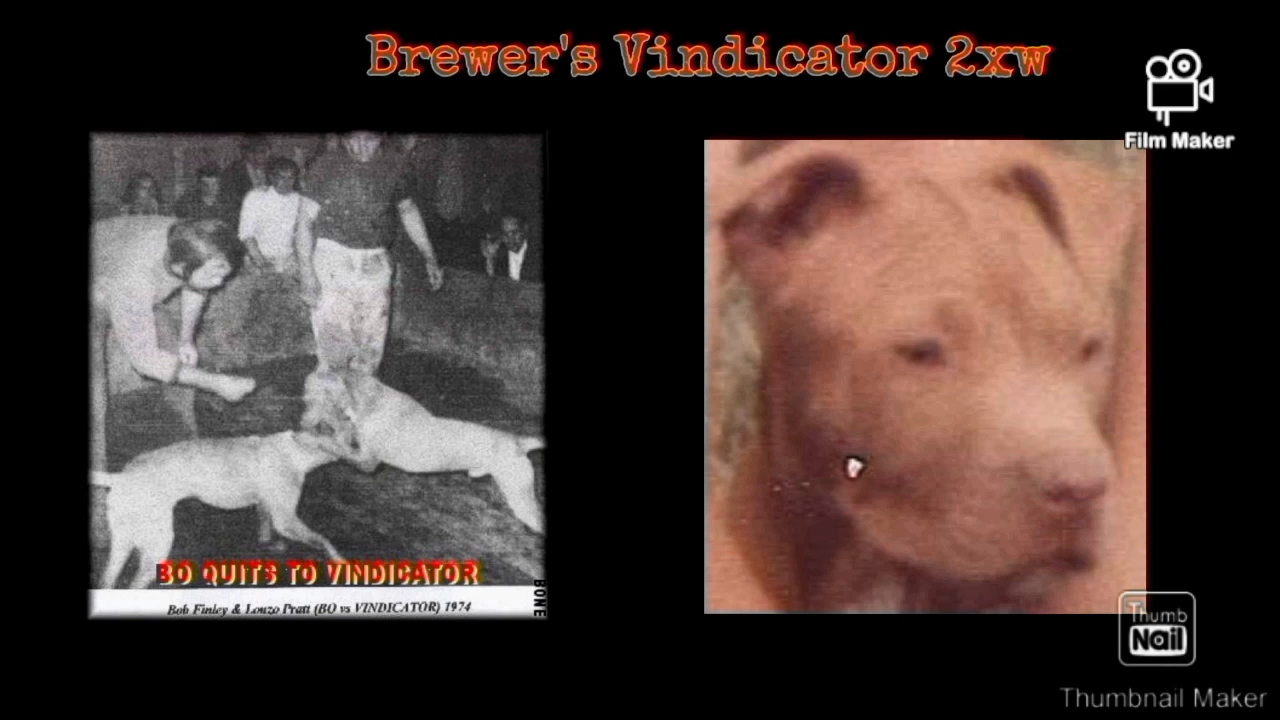 Brewer's Vindicator 2xw
Film Maker
BO QUITS TO VINDICATOR
Bob Finley & Lonzo Pratt (BO vs VINDICATOR) 1974
BONE
Thumb
Nail
Thumbnail Maker